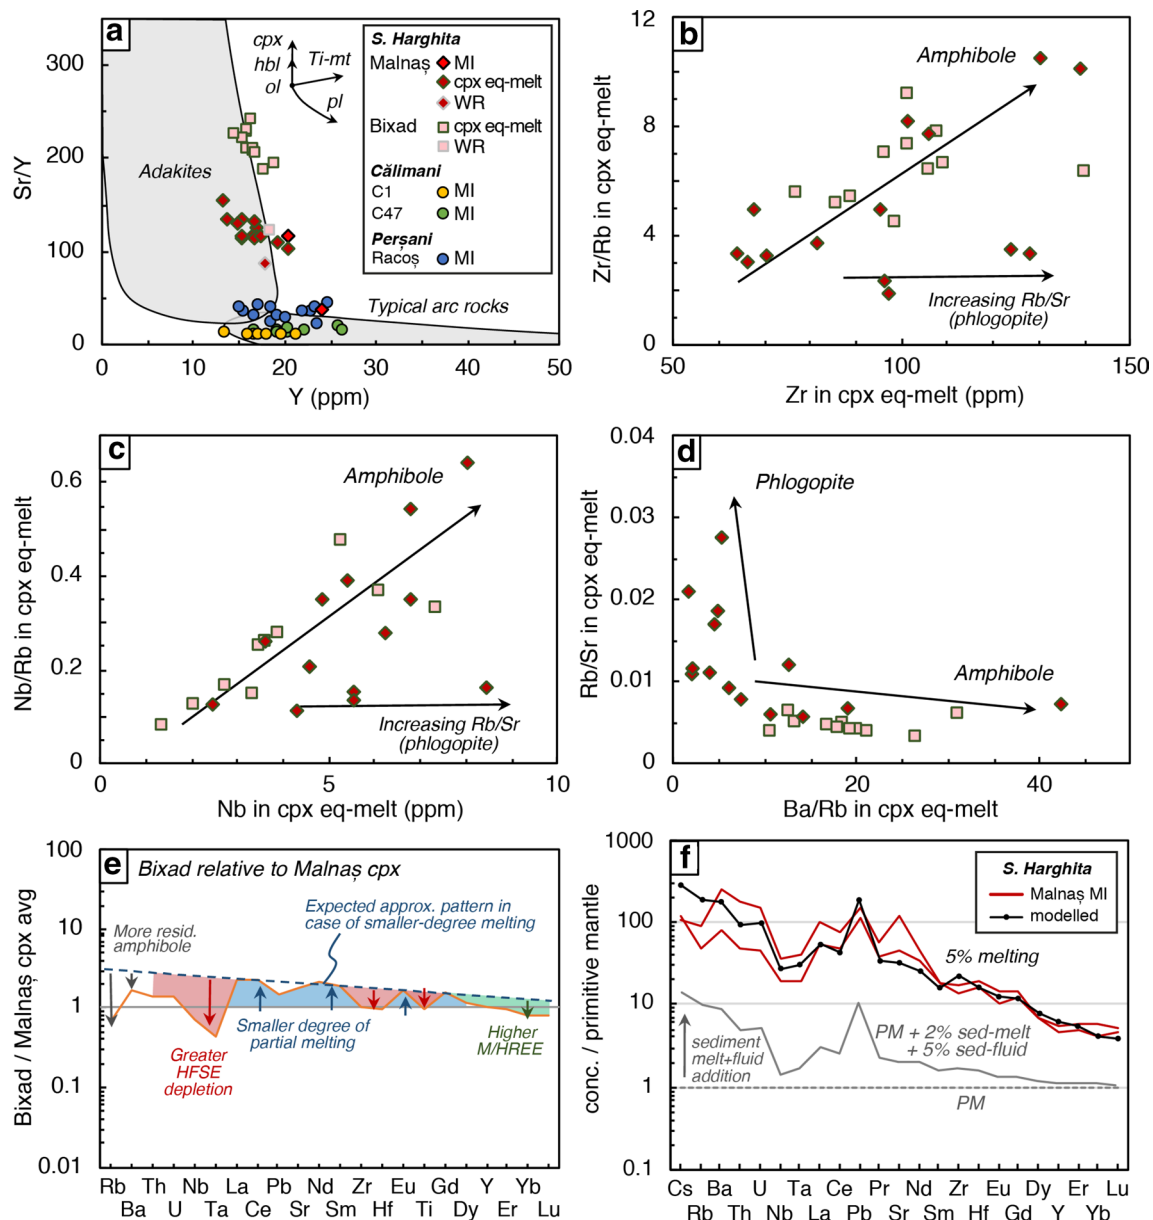 a
Sr/Y
300
200
100
0
0
10
20
30
40
50
Y (ppm)
cpx
hbl
ol
Ti-mt
pl
Adakites
Typical arc rocks
S. Harghita
Malnaș
MI
cpx eq-melt
WR
Bixad
cpx eq-melt
WR
Călimani
C1
MI
C47
MI
Perșani
Racoș
MI
b
Zr/Rb in cpx eq-melt
12
8
4
0
50
100
150
Zr in cpx eq-melt (ppm)
Amphibole
Increasing Rb/Sr
(phlogopite)
c
Nb/Rb in cpx eq-melt
0.6
0.4
0.2
0
0
5
10
Nb in cpx eq-melt (ppm)
Amphibole
Increasing Rb/Sr
(phlogopite)
d
Rb/Sr in cpx eq-melt
0.04
0.03
0.02
0.01
0
0
20
40
Ba/Rb in cpx eq-melt
Phlogopite
Amphibole
e
Bixad relative to Malnaș cpx
Bixad / Malnaș cpx avg
100
10
1
0.1
0.01
More resid.
amphibole
Expected approx. pattern in
case of smaller-degree melting
Greater
HFSE
depletion
Smaller degree of
partial melting
Higher
M/HREE
Rb Th Nb La Pb Nd Zr Eu Gd Y Yb
Ba U Ta Ce Sr Sm Hf Ti Dy Er Lu
f
conc. / primitive mantle
1000
100
10
1
0.1
S. Harghita
Malnaș MI
modelled
5% melting
PM + 2% sed-melt
+ 5% sed-fluid
sediment
melt+fluid
addition
PM
Cs Ba U Ta Ce Pr Nd Zr Eu Dy Er Lu
Rb Th Nb La Pb Sr Sm Hf Gd Y Yb